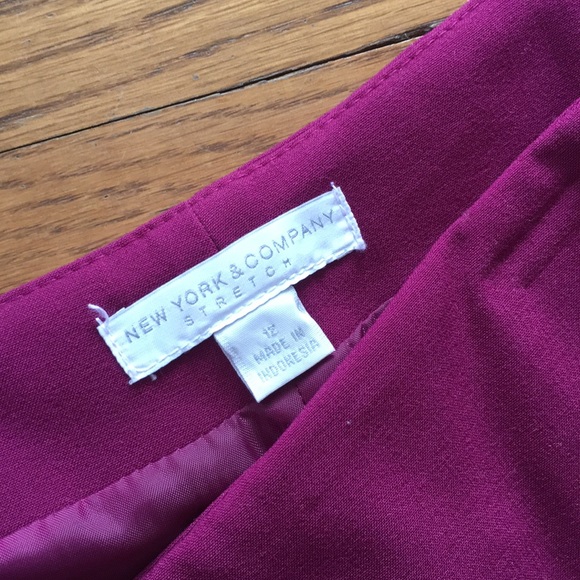 NEW YORK & COMPANY
STRETCH
12
MADE IN
INDONESIA